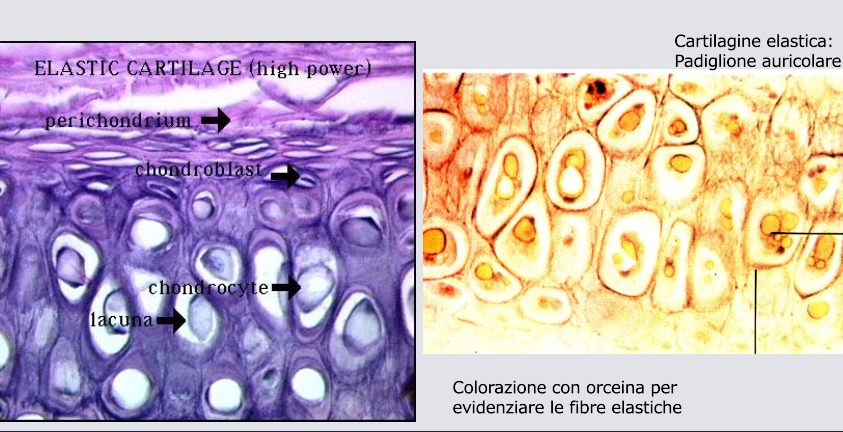 ELASTIC CARTILAGE (high power)
perichondrium
chondroblast
chondrocyte
lacuna
Cartilagine elastica:
Padiglione auricolare
Colorazione con orceina per
evidenziare le fibre elastiche